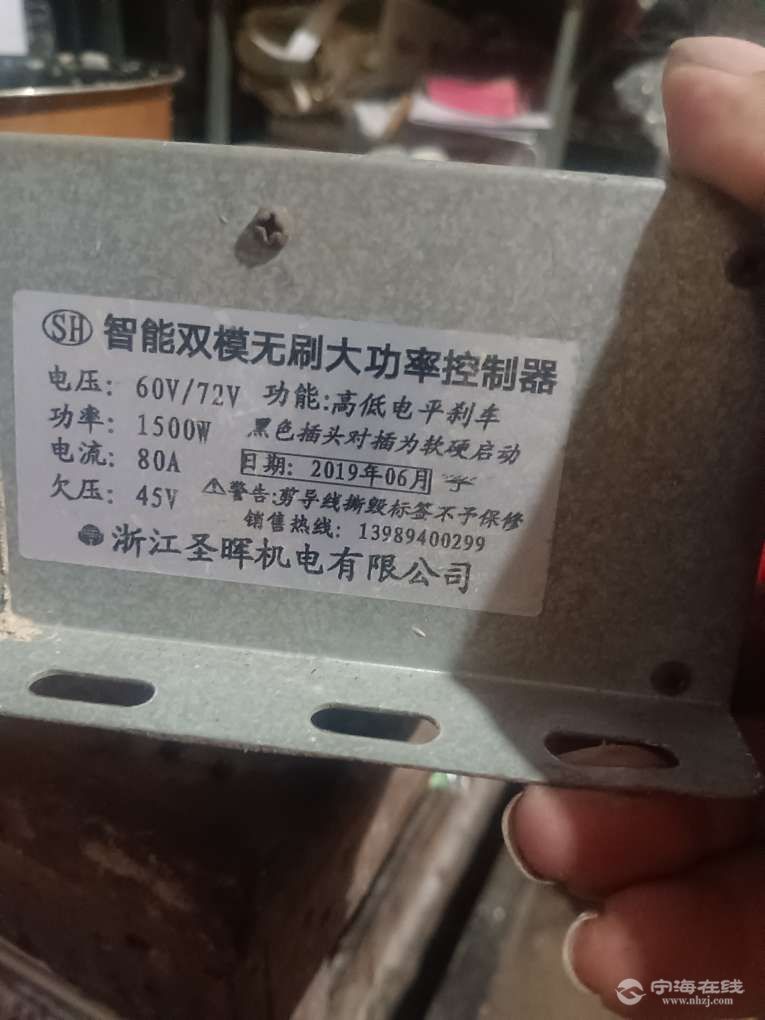 SH 智能双模无刷大功率控制器
电压: 60V/72V 功能:高低电平刹车
功率: 1500W 黑色插头对插为软硬启动
电流: 80A 日期: 2019年06月
欠压: 45V ⚠警告:剪导线撕毁标签不予保修
销售热线: 13989400299
浙江圣晖机电有限公司
宁海在线
www.nhzj.com